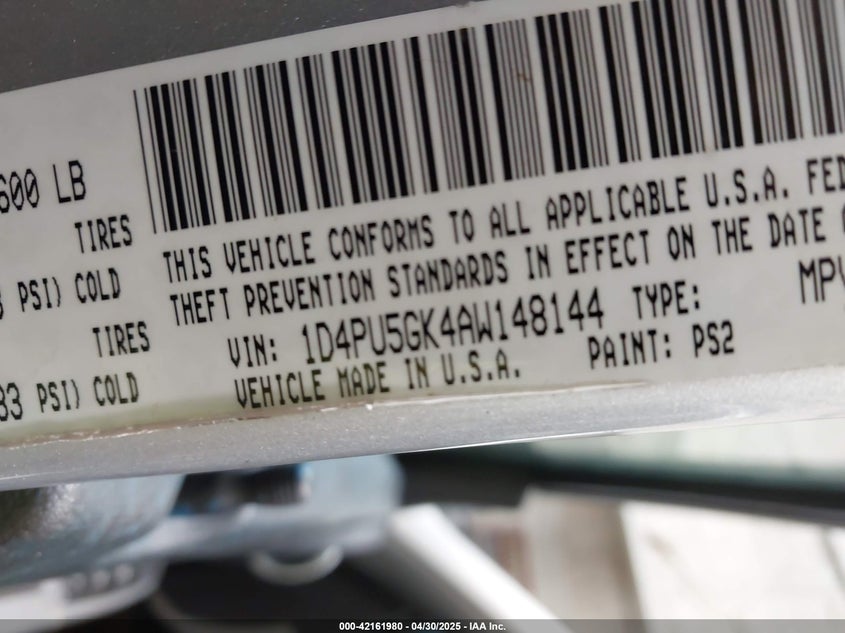 600 LB
TIRES
PSI) COLD
TIRES
83 PSI) COLD
THIS VEHICLE CONFORMS TO ALL APPLICABLE U.S.A. FED
THEFT PREVENTION STANDARDS IN EFFECT ON THE DATE
VIN: 1D4PU5GK4AW148144 TYPE: MPV
VEHICLE MADE IN U.S.A. PAINT: PS2
000-42161980 - 04/30/2025 - IAA Inc.